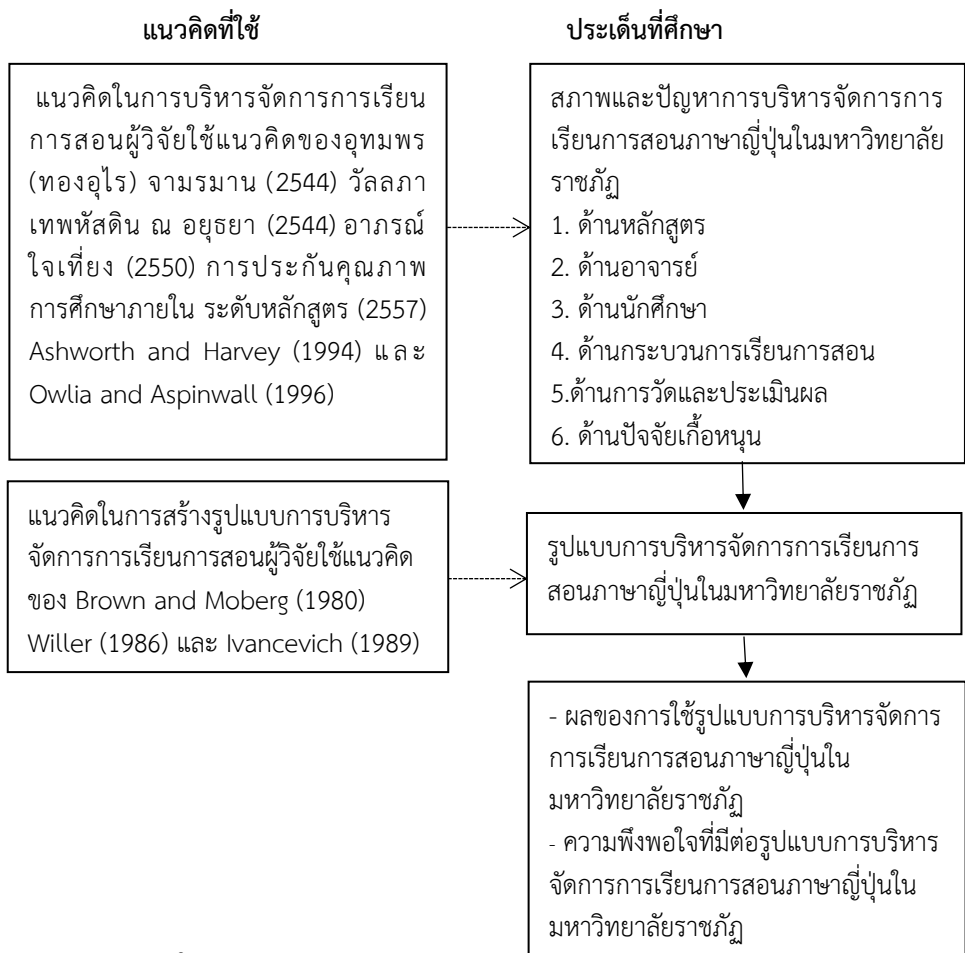 แนวคิดที่ใช้
แนวคิดในการบริหารจัดการการเรียน
การสอนผู้วิจัยใช้แนวคิดของอุทมพร
(ทองอุไร) จามรมาน (2544) วัลลภา
เทพหัสดิน ณ อยุธยา (2544) อาภรณ์
ใจเที่ยง (2550) การประกันคุณภาพ
การศึกษาภายใน ระดับหลักสูตร (2557)
Ashworth and Harvey (1994) และ
Owlia and Aspinwall (1996)
แนวคิดในการสร้างรูปแบบการบริหาร
จัดการการเรียนการสอนผู้วิจัยใช้แนวคิด
ของ Brown and Moberg (1980)
Willer (1986) และ Ivancevich (1989)
ประเด็นที่ศึกษา
สภาพและปัญหาการบริหารจัดการการ
เรียนการสอนภาษาญี่ปุ่นในมหาวิทยาลัย
ราชภัฏ
1. ด้านหลักสูตร
2. ด้านอาจารย์
3. ด้านนักศึกษา
4. ด้านกระบวนการเรียนการสอน
5.ด้านการวัดและประเมินผล
6. ด้านปัจจัยเกื้อหนุน
รูปแบบการบริหารจัดการการเรียนการ
สอนภาษาญี่ปุ่นในมหาวิทยาลัยราชภัฏ
- ผลของการใช้รูปแบบการบริหารจัดการ
การเรียนการสอนภาษาญี่ปุ่นใน
มหาวิทยาลัยราชภัฏ
- ความพึงพอใจที่มีต่อรูปแบบการบริหาร
จัดการการเรียนการสอนภาษาญี่ปุ่นใน
มหาวิทยาลัยราชภัฏ